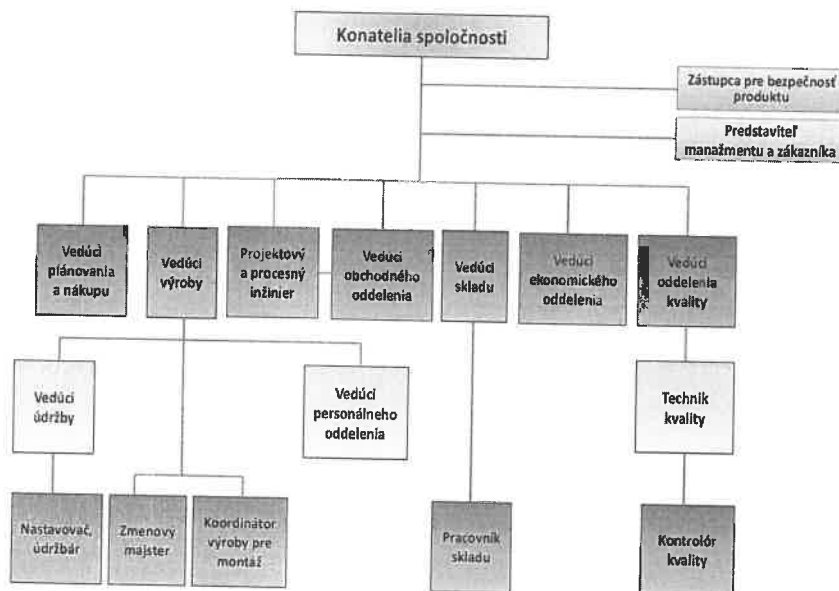 Konatelia spoločnosti
Zástupca pre bezpečnosť
produktu
Predstaviteľ
manažmentu a zákazníka
Vedúci
plánovania
a nákupu
Vedúci
výroby
Projektový
a procesný
inžinier
Vedúci
obchodného
oddelenia
Vedúci
skladu
Vedúci
ekonomického
oddelenia
Vedúci
oddelenia
kvality
Vedúci
údržby
Vedúci
personálneho
oddelenia
Technik
kvality
Nastavovač,
údržbár
Zmenový
majster
Koordinátor
výroby pre
montáž
Pracovník
skladu
Kontrolór
kvality